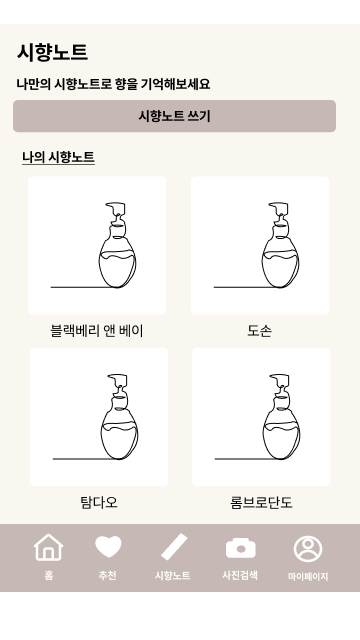 시향노트
나만의 시향노트로 향을 기억해보세요
시향노트 쓰기
나의 시향노트
블랙베리 앤 베이
도손
탐다오
롬브로단도
홈
추천
시향노트
사진검색
마이페이지